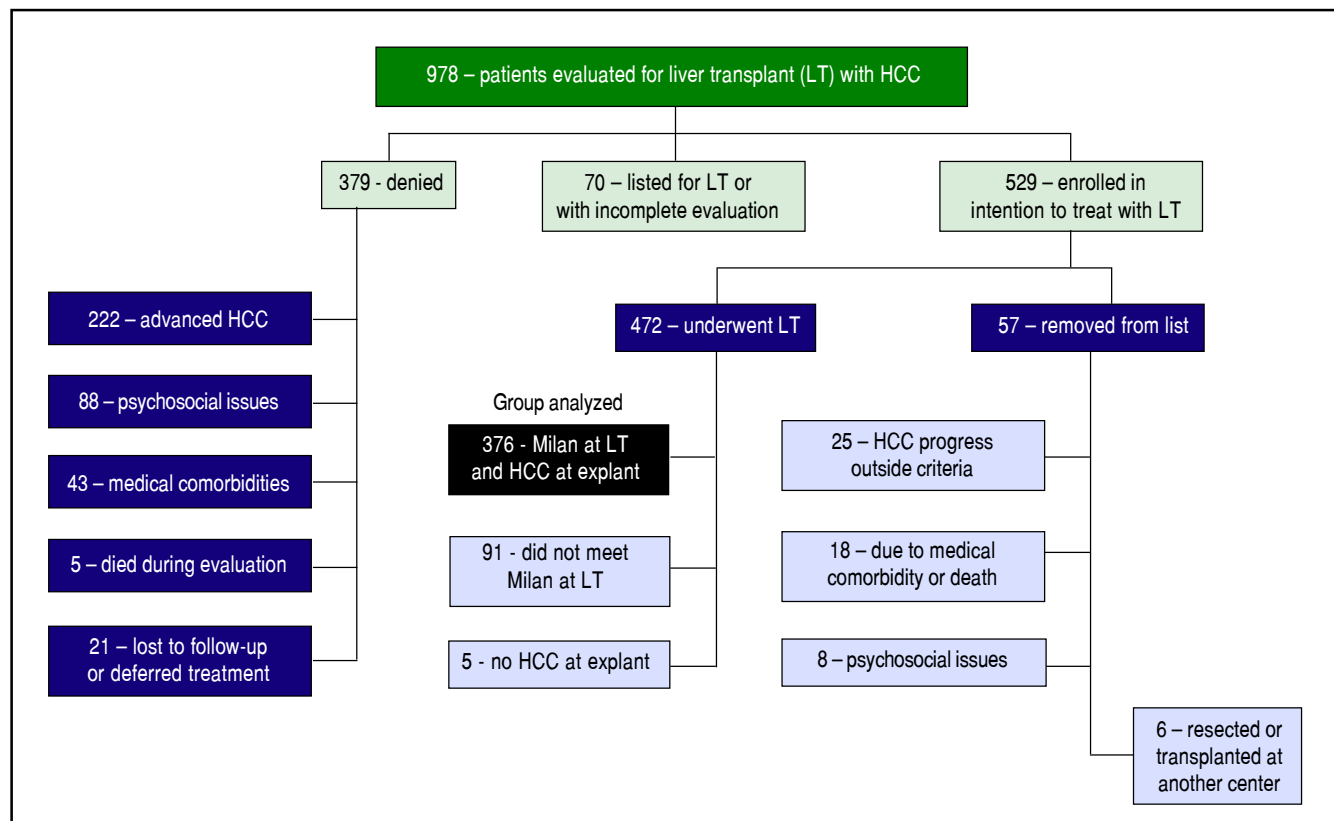 978 – patients evaluated for liver transplant (LT) with HCC
379 - denied
70 – listed for LT or
with incomplete evaluation
529 – enrolled in
intention to treat with LT
222 – advanced HCC
88 – psychosocial issues
43 – medical comorbidities
5 – died during evaluation
21 – lost to follow-up
or deferred treatment
472 – underwent LT
Group analyzed
376 - Milan at LT
and HCC at explant
91 - did not meet
Milan at LT
5 - no HCC at explant
57 – removed from list
25 – HCC progress
outside criteria
18 – due to medical
comorbidity or death
8 – psychosocial issues
6 – resected or
transplanted at
another center